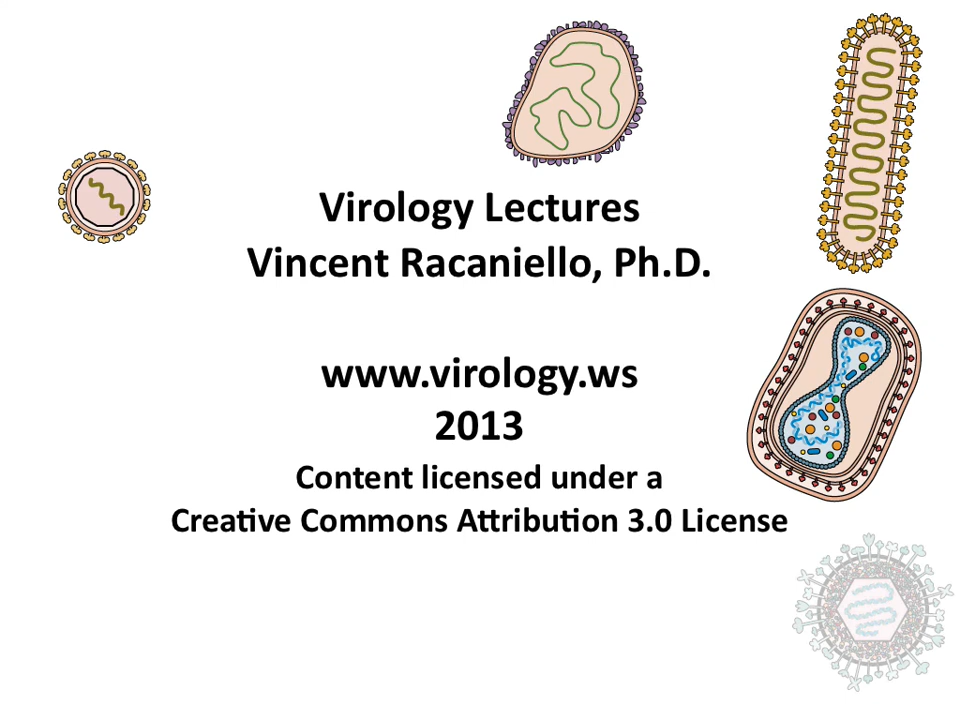 Virology Lectures
Vincent Racaniello, Ph.D.
www.virology.ws
2013
Content licensed under a
Creative Commons Attribution 3.0 License